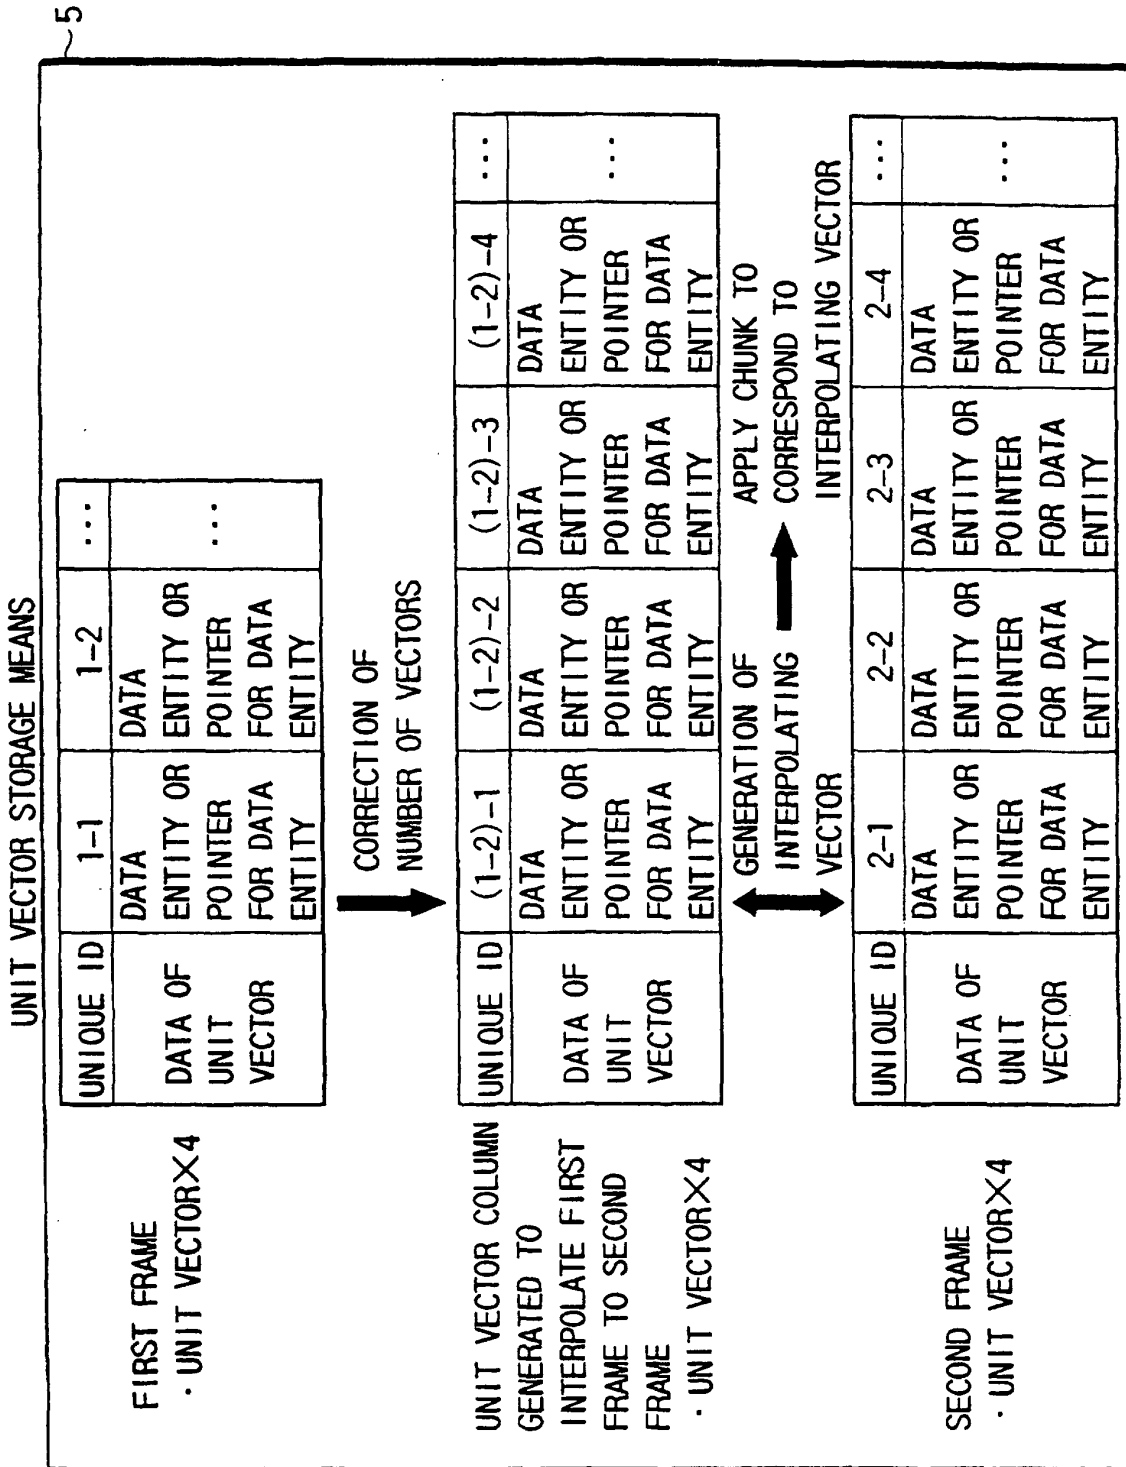 UNIT VECTOR STORAGE MEANS
5
FIRST FRAME
· UNIT VECTOR×4
UNIQUE ID
1-1
1-2
...
DATA OF
UNIT
VECTOR
DATA
ENTITY OR
POINTER
FOR DATA
ENTITY
DATA
ENTITY OR
POINTER
FOR DATA
ENTITY
...
CORRECTION OF
NUMBER OF VECTORS
UNIT VECTOR COLUMN
GENERATED TO
INTERPOLATE FIRST
FRAME TO SECOND
FRAME
· UNIT VECTOR×4
UNIQUE ID
(1-2)-1
(1-2)-2
(1-2)-3
(1-2)-4
...
DATA OF
UNIT
VECTOR
DATA
ENTITY OR
POINTER
FOR DATA
ENTITY
DATA
ENTITY OR
POINTER
FOR DATA
ENTITY
DATA
ENTITY OR
POINTER
FOR DATA
ENTITY
DATA
ENTITY OR
POINTER
FOR DATA
ENTITY
...
GENERATION OF
INTERPOLATING
VECTOR
APPLY CHUNK TO
CORRESPOND TO
INTERPOLATING VECTOR
SECOND FRAME
· UNIT VECTOR×4
UNIQUE ID
2-1
2-2
2-3
2-4
...
DATA OF
UNIT
VECTOR
DATA
ENTITY OR
POINTER
FOR DATA
ENTITY
DATA
ENTITY OR
POINTER
FOR DATA
ENTITY
DATA
ENTITY OR
POINTER
FOR DATA
ENTITY
DATA
ENTITY OR
POINTER
FOR DATA
ENTITY
...